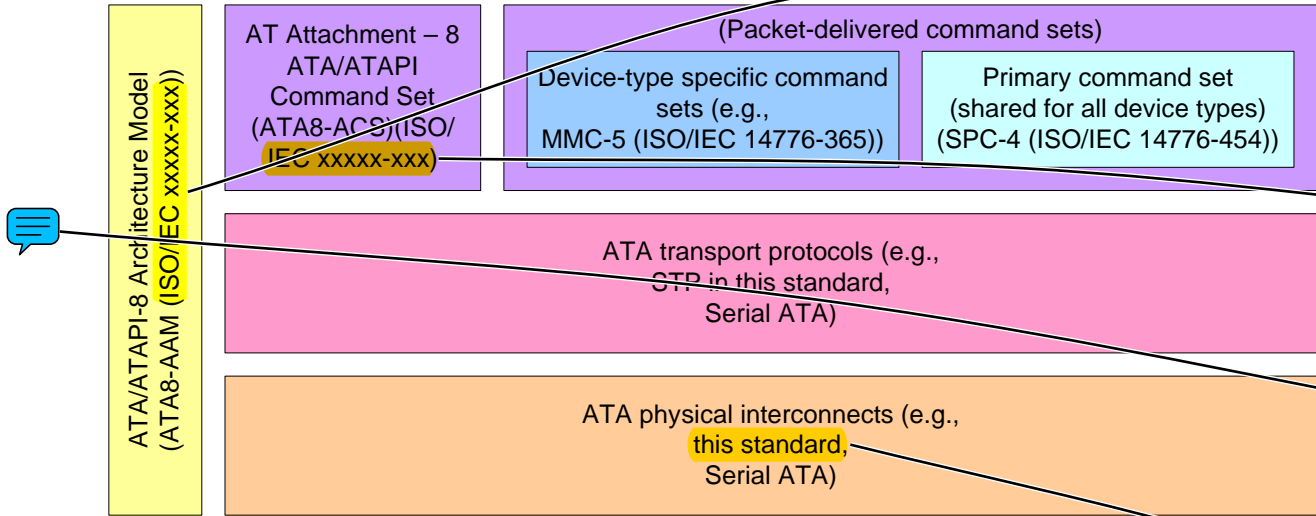 ATA/ATAPI-8 Architecture Model
(ATA8-AAM (ISO/IEC xxxxx-xxx))
AT Attachment – 8
ATA/ATAPI
Command Set
(ATA8-ACS)(ISO/
IEC xxxxx-xxx)
(Packet-delivered command sets)
Device-type specific command
sets (e.g.,
MMC-5 (ISO/IEC 14776-365))
Primary command set
(shared for all device types)
(SPC-4 (ISO/IEC 14776-454))
ATA transport protocols (e.g.,
STP in this standard,
Serial ATA)
ATA physical interconnects (e.g.,
this standard,
Serial ATA)